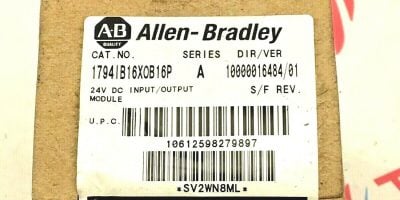 AB
QUALITY
Allen-Bradley
CAT. NO. SERIES DIR/VER
1794IB16XOB16P A 10000016484/01
24V DC INPUT/OUTPUT S/F REV.
MODULE
U.P.C.
10612598279897
*SV2WN8ML*